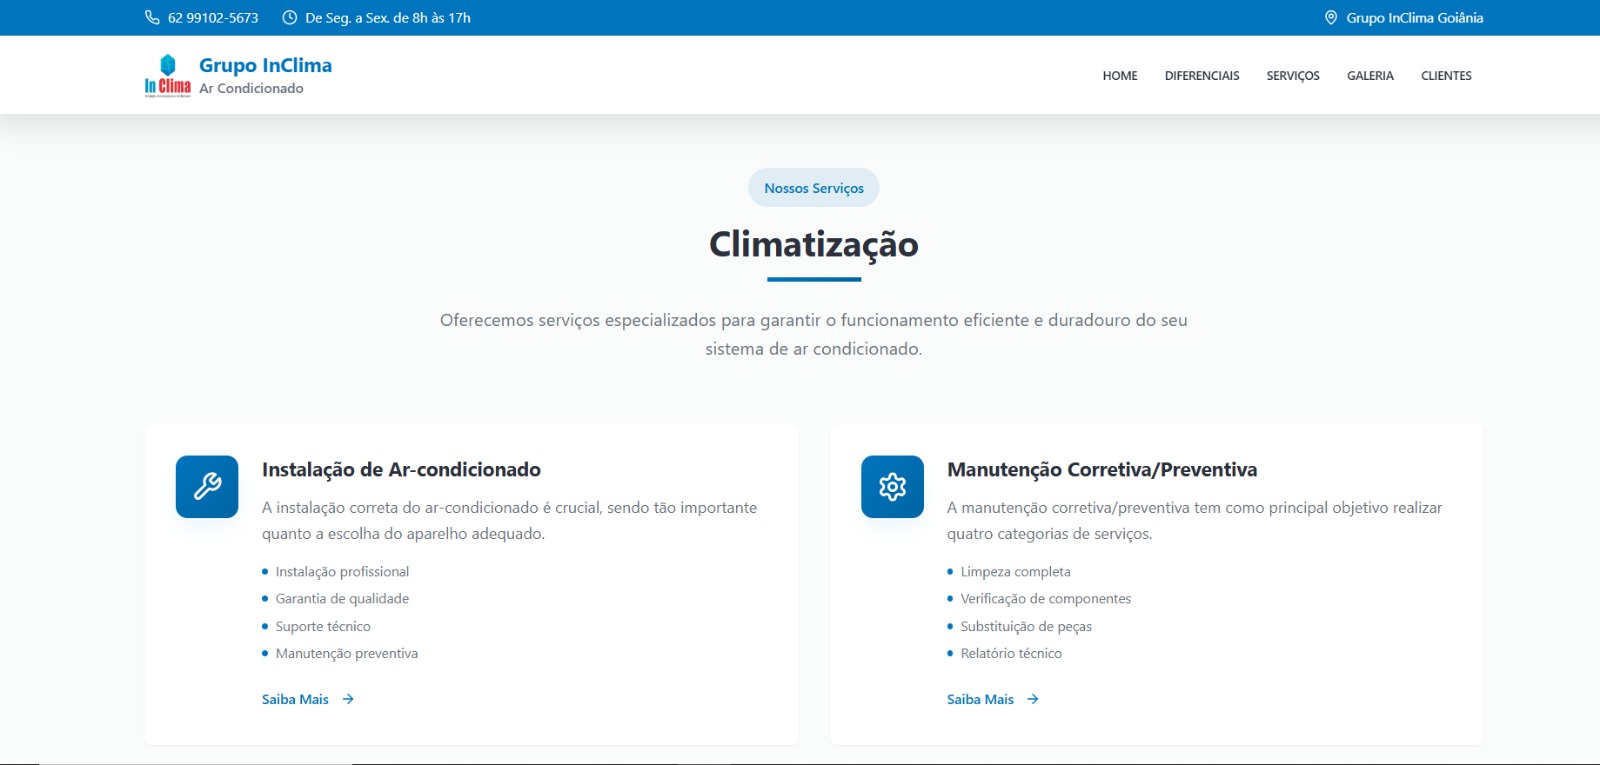 62 99102-5673
De Seg. a Sex. de 8h às 17h
Grupo InClima Goiânia
In Clima
Grupo InClima
Ar Condicionado
HOME
DIFERENCIAIS
SERVIÇOS
GALERIA
CLIENTES
Nossos Serviços
Climatização
Oferecemos serviços especializados para garantir o funcionamento eficiente e duradouro do seu
sistema de ar condicionado.
Instalação de Ar-condicionado
A instalação correta do ar-condicionado é crucial, sendo tão importante
quanto a escolha do aparelho adequado.
Instalação profissional
Garantia de qualidade
Suporte técnico
Manutenção preventiva
Saiba Mais
Manutenção Corretiva/Preventiva
A manutenção corretiva/preventiva tem como principal objetivo realizar
quatro categorias de serviços.
Limpeza completa
Verificação de componentes
Substituição de peças
Relatório técnico
Saiba Mais